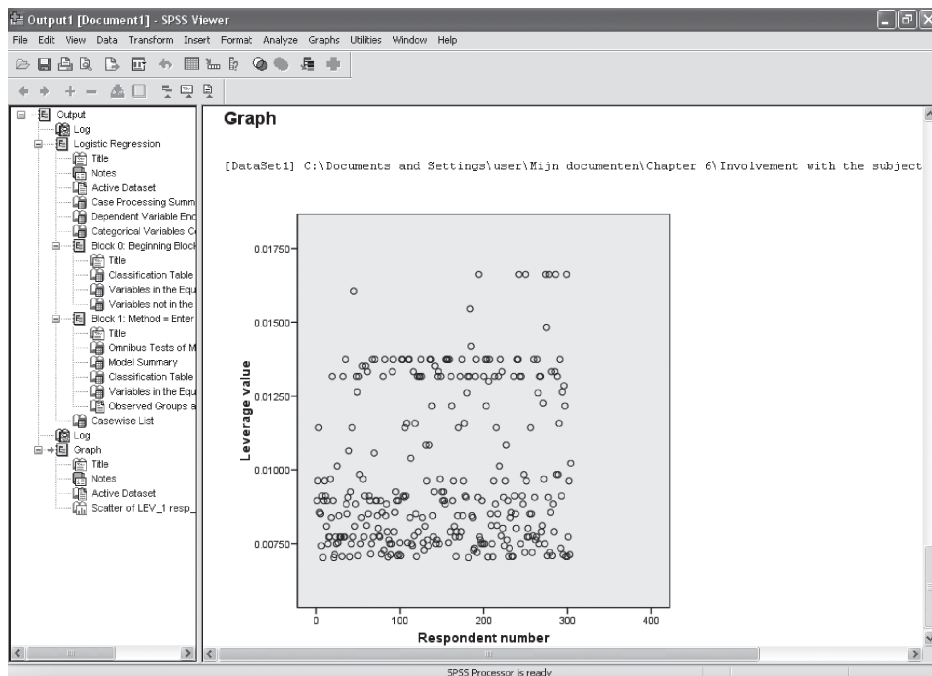 Output1 [Document1] - SPSS Viewer
File Edit View Data Transform Insert Format Analyze Graphs Utilities Window Help
Output
Log
Logistic Regression
Title
Notes
Active Dataset
Case Processing Summ
Dependent Variable Enc
Categorical Variables C
Block 0: Beginning Block
Title
Classification Table
Variables in the Equ
Variables not in the
Block 1: Method = Enter
Title
Omnibus Tests of M
Model Summary
Classification Table
Variables in the Equ
Observed Groups a
Casewise List
Log
Graph
Title
Notes
Active Dataset
Scatter of LEV_1 resp_
Graph
[DataSet1] C:\Documents and Settings\user\Mijn documenten\Chapter 6\Involvement with the subject
0.01750
0.01500
0.01250
0.01000
0.00750
Leverage value
0 100 200 300 400
Respondent number
SPSS Processor is ready